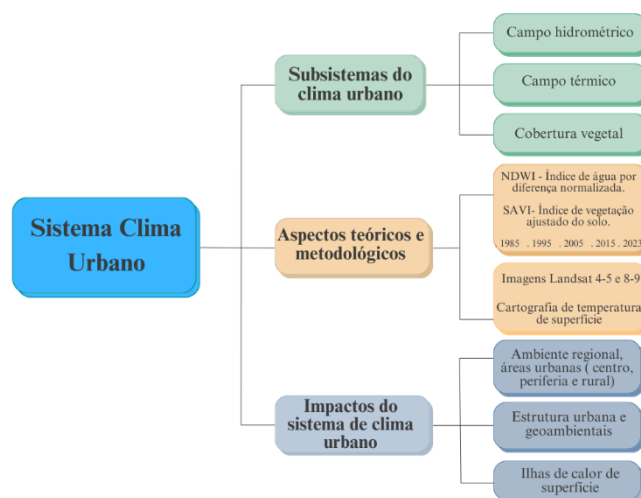 Sistema Clima
Urbano
Subsistemas do
clima urbano
Campo hidrométrico
Campo térmico
Cobertura vegetal
Aspectos teóricos e
metodológicos
NDWI - Índice de água por
diferença normalizada.
SAVI- Índice de vegetação
ajustado do solo.
1985 . 1995 . 2005 . 2015 . 2023
Imagens Landsat 4-5 e 8-9
Cartografia de temperatura
de superfície
Impactos do
sistema de clima
urbano
Ambiente regional,
áreas urbanas ( centro,
periferia e rural)
Estrutura urbana e
geoambientais
Ilhas de calor de
superfície